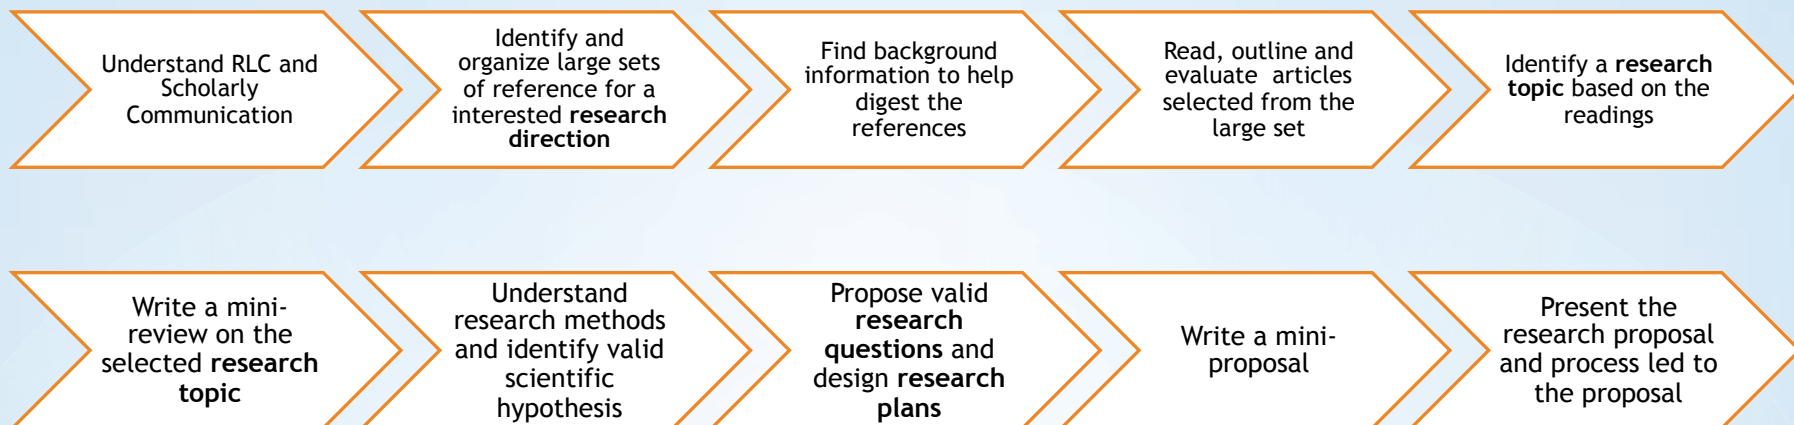 Understand RLC and
Scholarly
Communication
Identify and
organize large sets
of reference for a
interested research
direction
Find background
information to help
digest the
references
Read, outline and
evaluate articles
selected from the
large set
Identify a research
topic based on the
readings
Write a mini-
review on the
selected research
topic
Understand
research methods
and identify valid
scientific
hypothesis
Propose valid
research
questions and
design research
plans
Write a mini-
proposal
Present the
research proposal
and process led to
the proposal